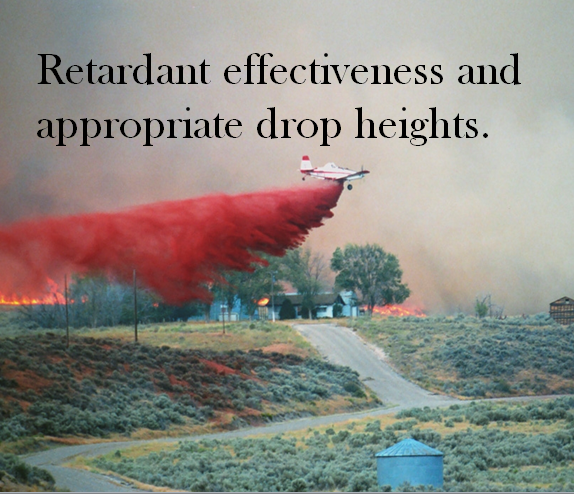 Retardant effectiveness and
appropriate drop heights.